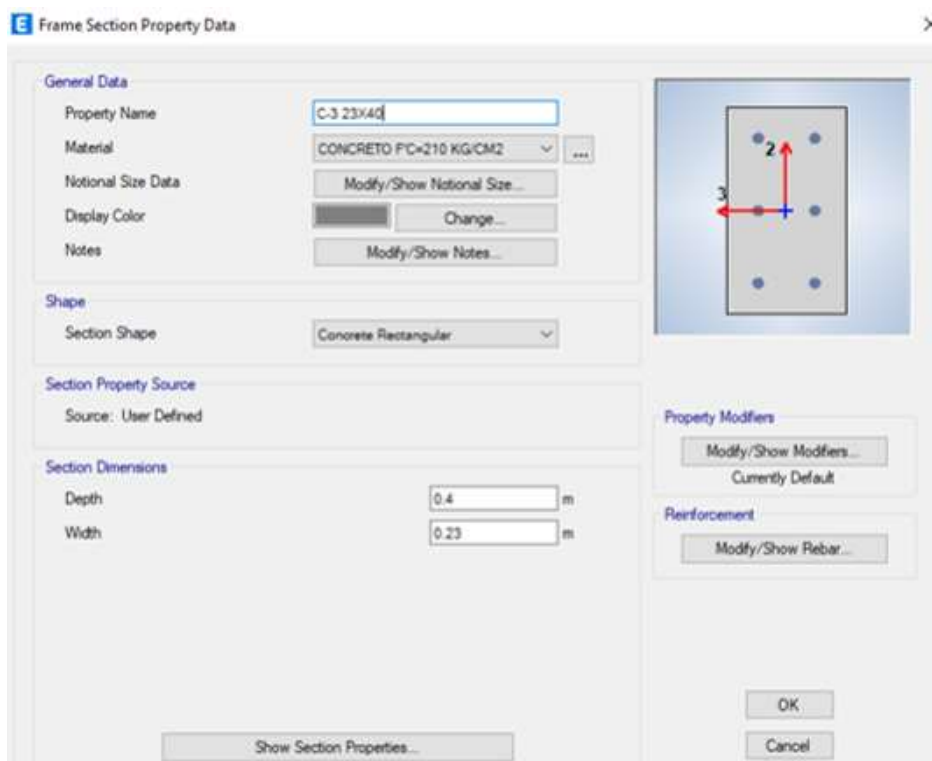 E Frame Section Property Data
General Data
Property Name C-3 23X40
Material CONCRETO F'C=210 KG/CM2 ...
Notional Size Data Modify/Show Notional Size...
Display Color Change...
Notes Modify/Show Notes...
2
3
Shape
Section Shape Concrete Rectangular
Section Property Source
Source: User Defined
Property Modifiers
Modify/Show Modifiers...
Currently Default
Section Dimensions
Depth 0.4 m
Width 0.23 m
Reinforcement
Modify/Show Rebar...
OK
Show Section Properties...
Cancel